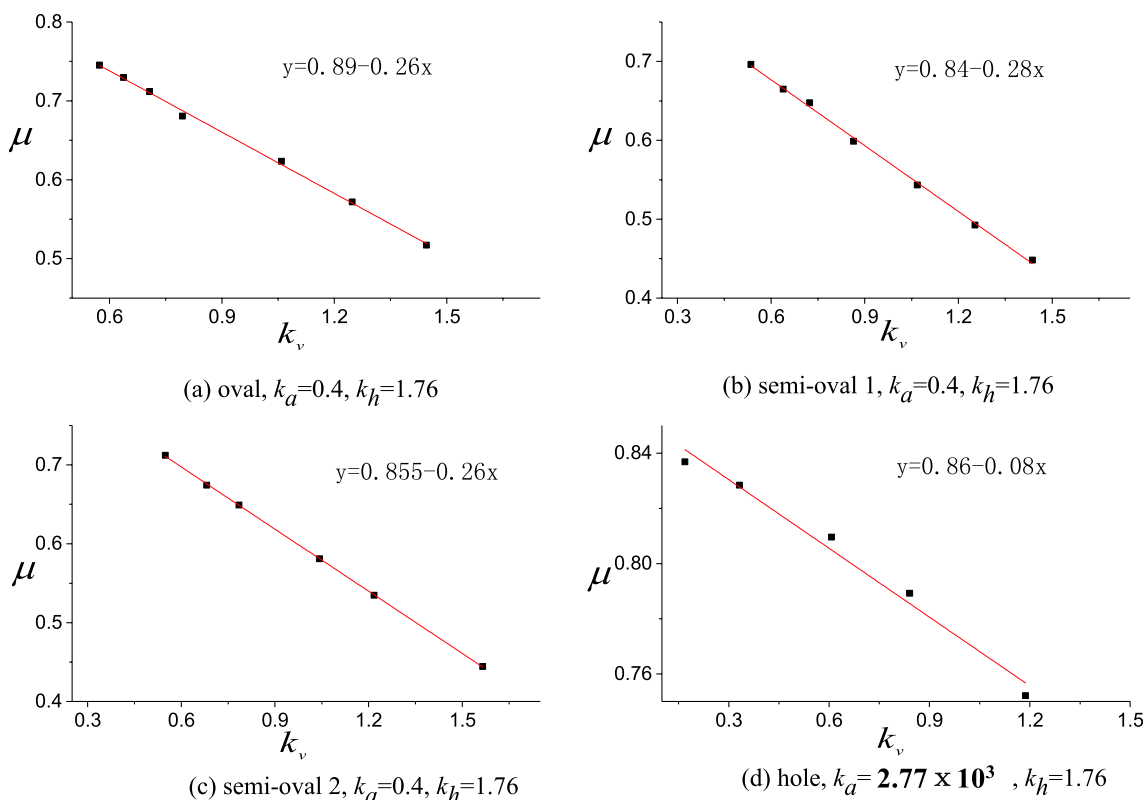 0.8
0.7
0.6
0.5
μ
y=0.89-0.26x
0.6 0.9 1.2 1.5
k_v
(a) oval, k_a=0.4, k_h=1.76
0.7
0.6
0.5
0.4
μ
y=0.84-0.28x
0.3 0.6 0.9 1.2 1.5
k_v
(b) semi-oval 1, k_a=0.4, k_h=1.76
0.7
0.6
0.5
0.4
μ
y=0.855-0.26x
0.3 0.6 0.9 1.2 1.5
k_v
(c) semi-oval 2, k_a=0.4, k_h=1.76
0.84
0.80
0.76
μ
y=0.86-0.08x
0.3 0.6 0.9 1.2 1.5
k_v
(d) hole, k_a= 2.77 x 10³ , k_h=1.76